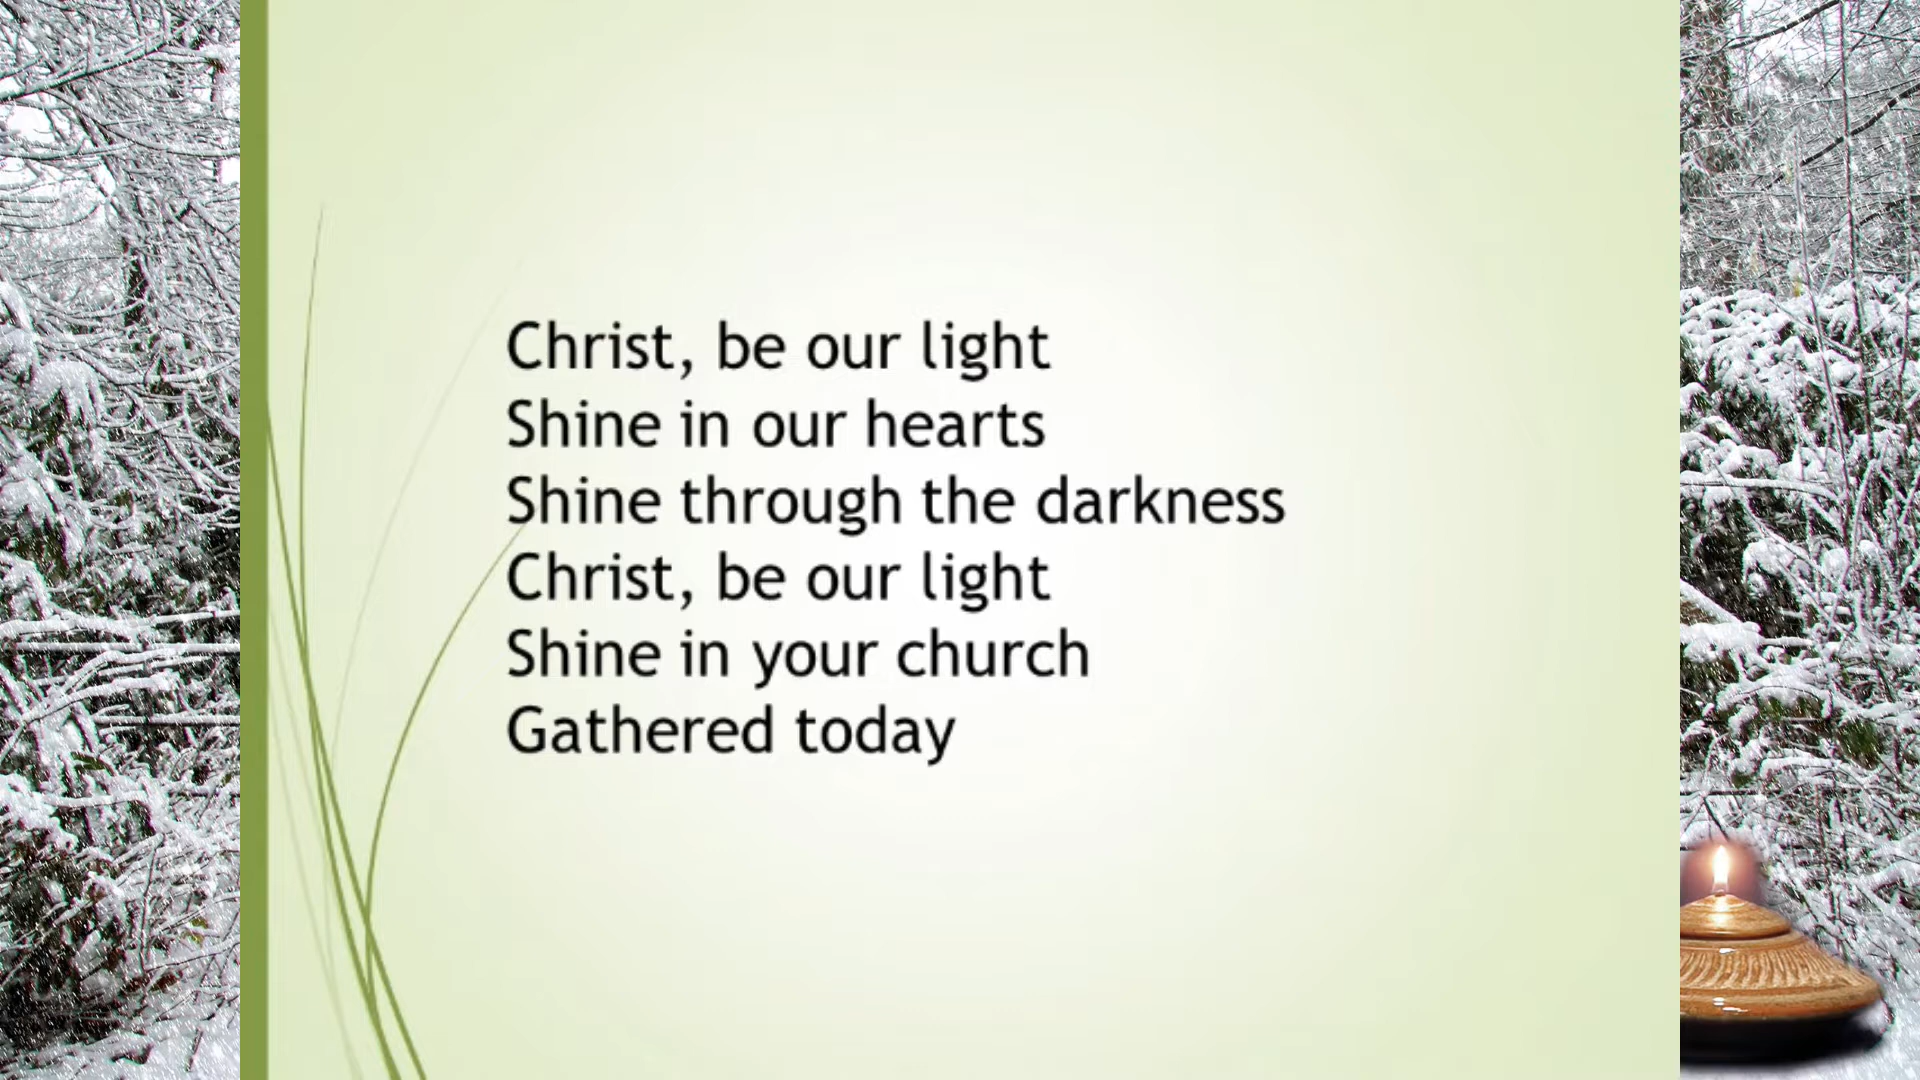 Christ, be our light
Shine in our hearts
Shine through the darkness
Christ, be our light
Shine in your church
Gathered today